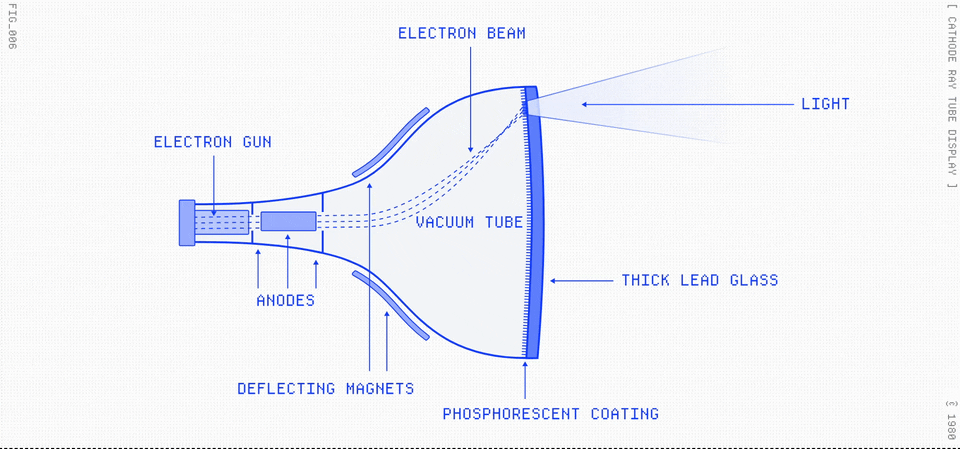 FIG_006
[ CATHODE RAY TUBE DISPLAY ]
ELECTRON BEAM
LIGHT
ELECTRON GUN
VACUUM TUBE
THICK LEAD GLASS
ANODES
DEFLECTING MAGNETS
PHOSPHORESCENT COATING
© 1980